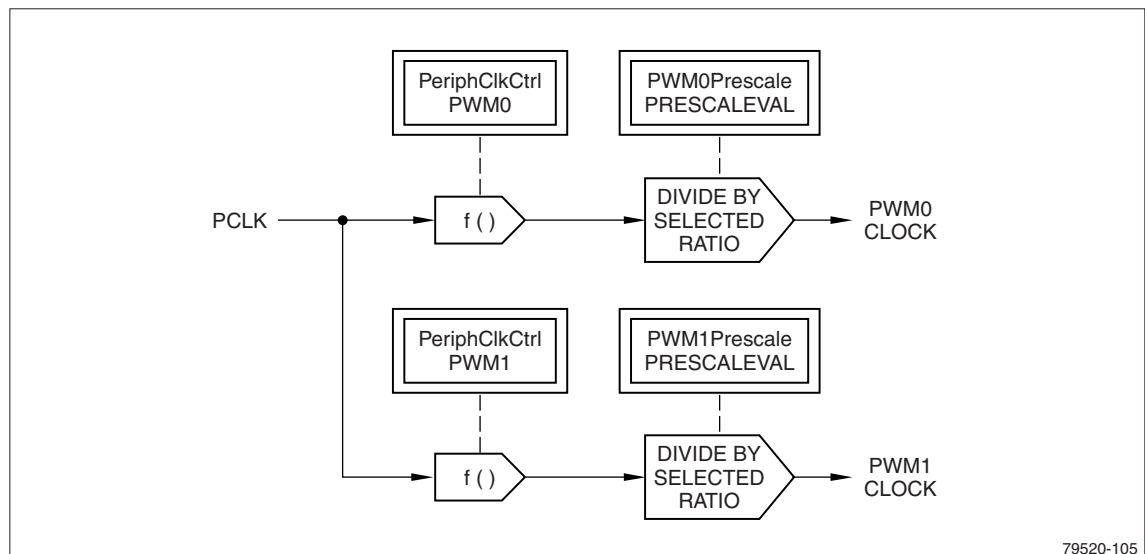 PeriphClkCtrl
PWM0
PWM0Prescale
PRESCALEVAL
PCLK
f ( )
DIVIDE BY
SELECTED
RATIO
PWM0
CLOCK
PeriphClkCtrl
PWM1
PWM1Prescale
PRESCALEVAL
f ( )
DIVIDE BY
SELECTED
RATIO
PWM1
CLOCK
79520-105